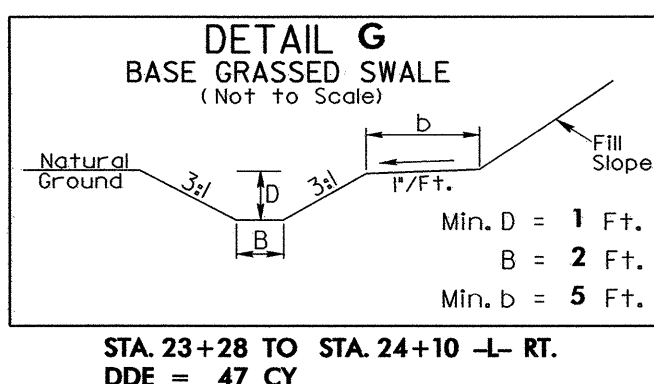 DETAIL G
BASE GRASSED SWALE
(Not to Scale)
b
Natural
Ground
3:1
D
3:1
1"/Ft.
Fill
Slope
B
Min. D = 1 Ft.
B = 2 Ft.
Min. b = 5 Ft.
STA. 23+28 TO STA. 24+10 -L- RT.
DDE = 47 CY